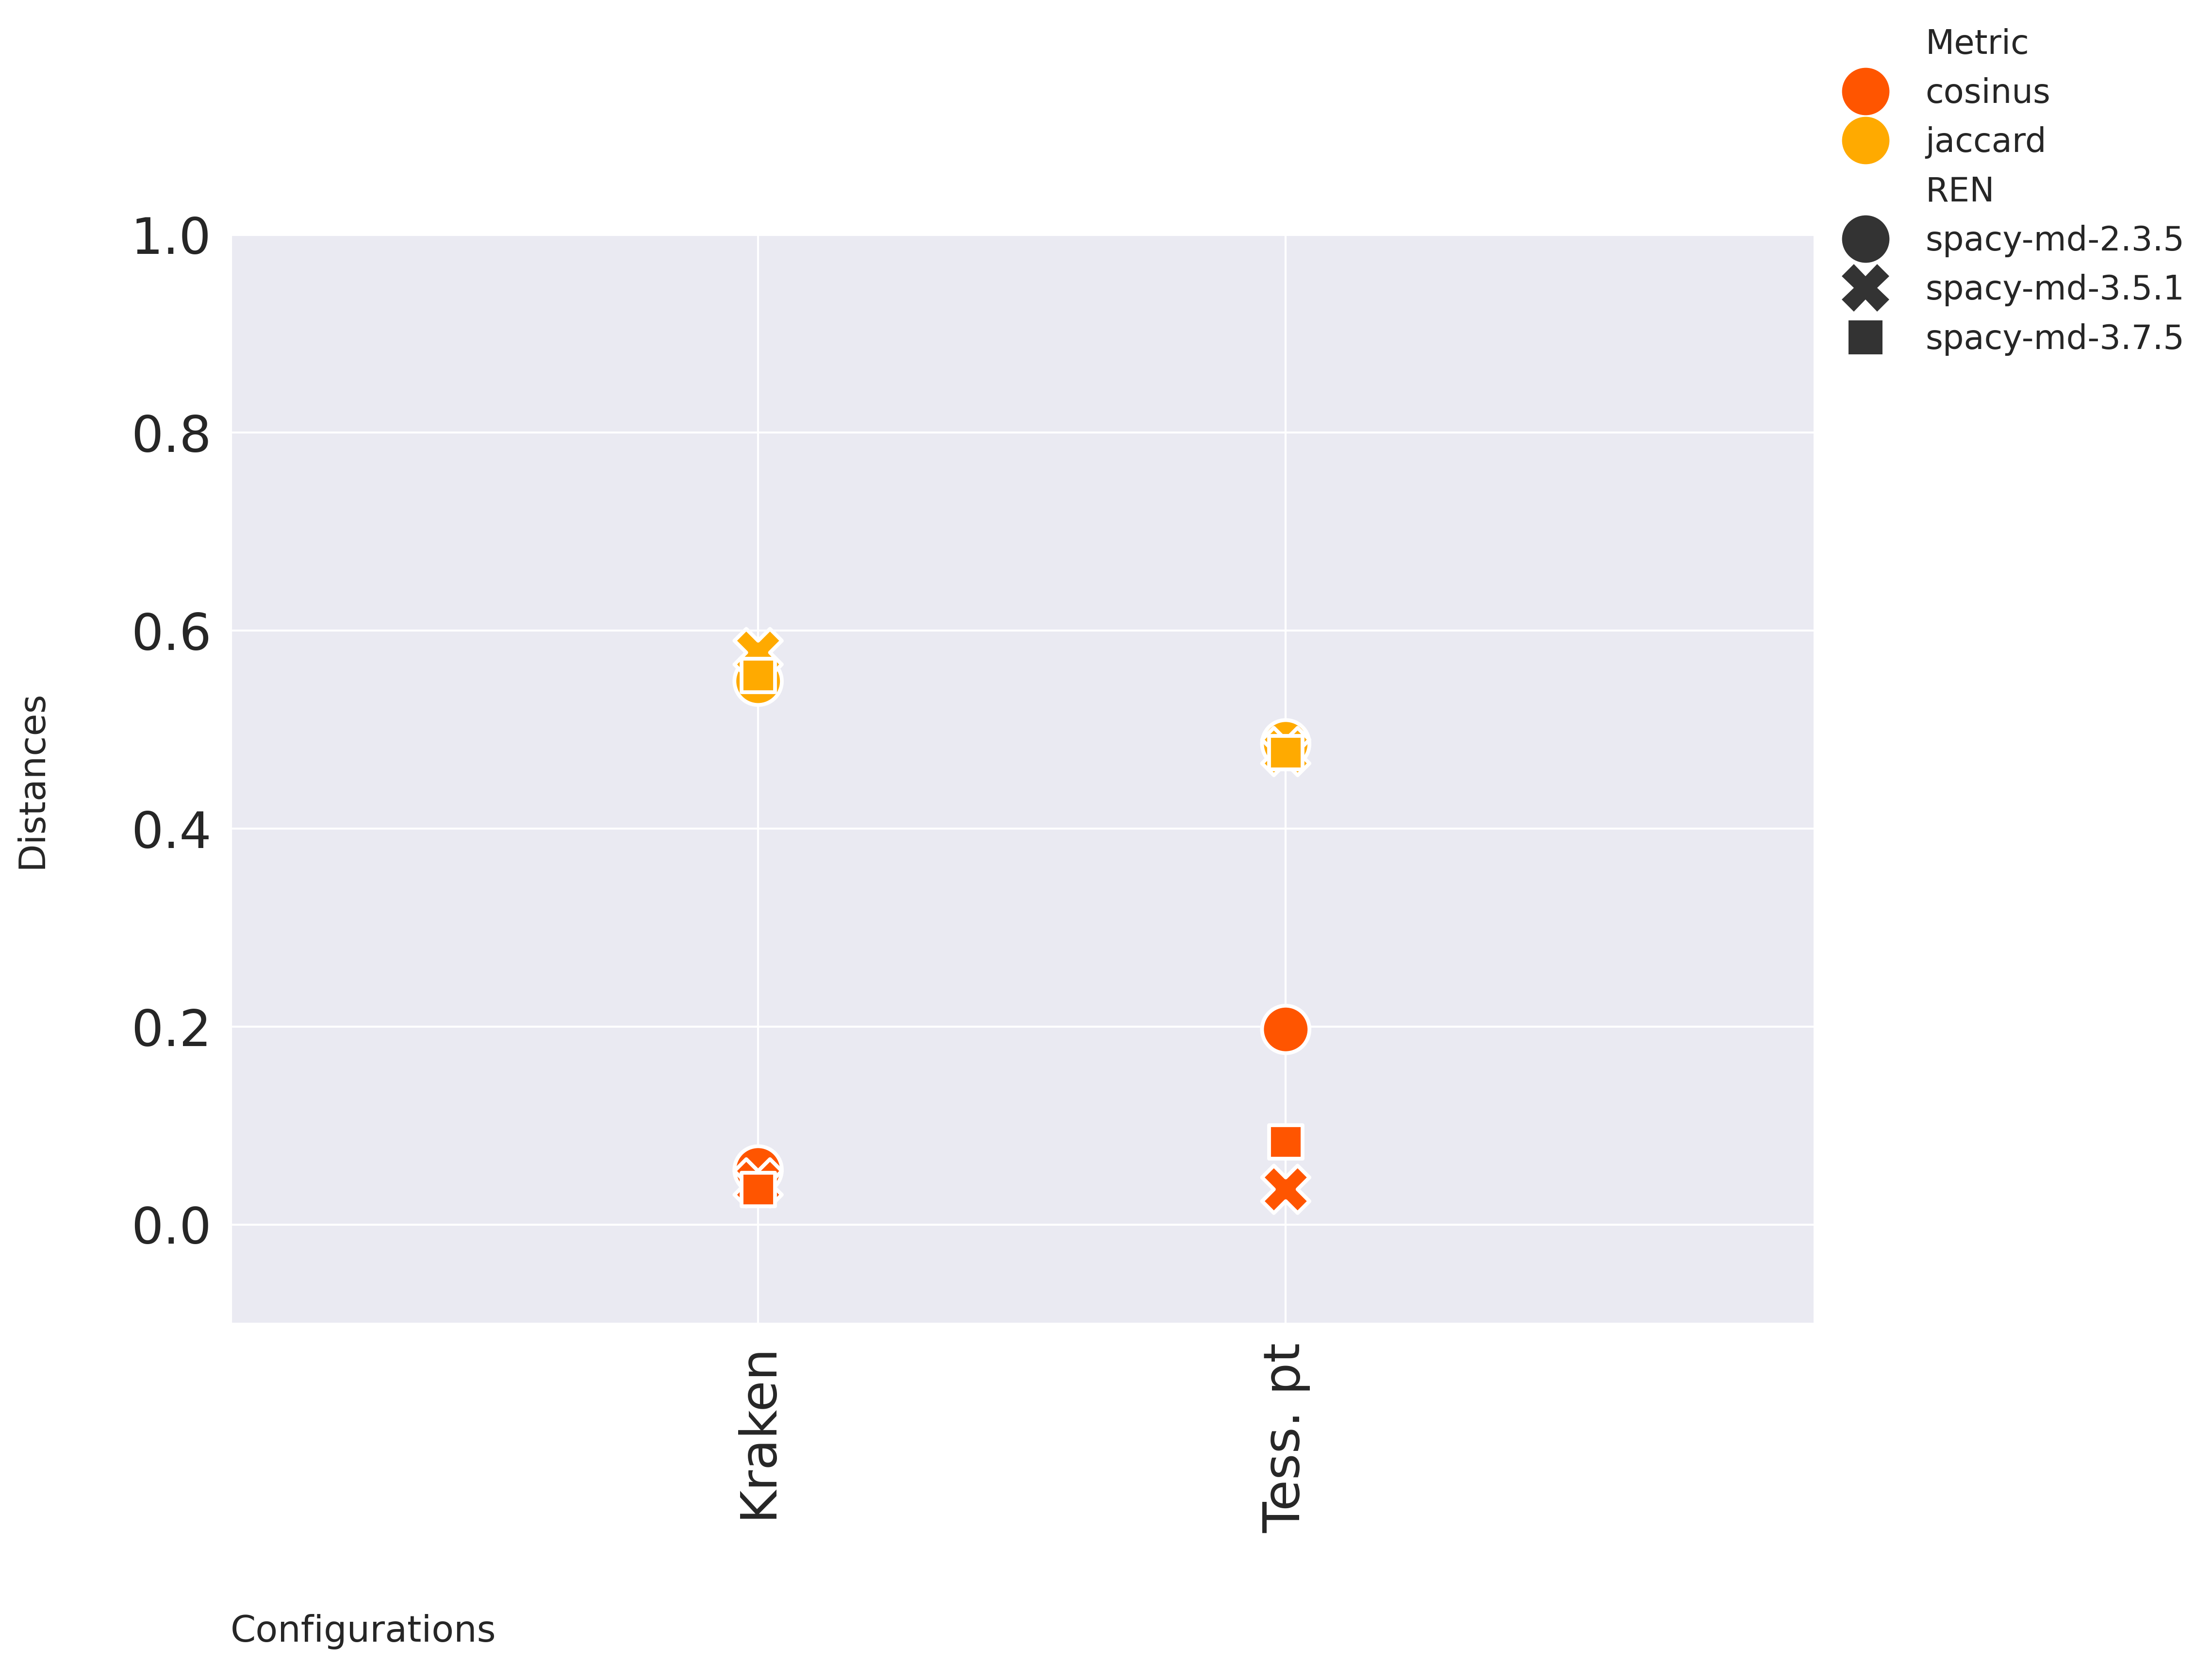 Metric
cosinus
jaccard
REN
spacy-md-2.3.5
spacy-md-3.5.1
spacy-md-3.7.5
1.0
0.8
0.6
0.4
0.2
0.0
Distances
Kraken
Tess. pt
Configurations